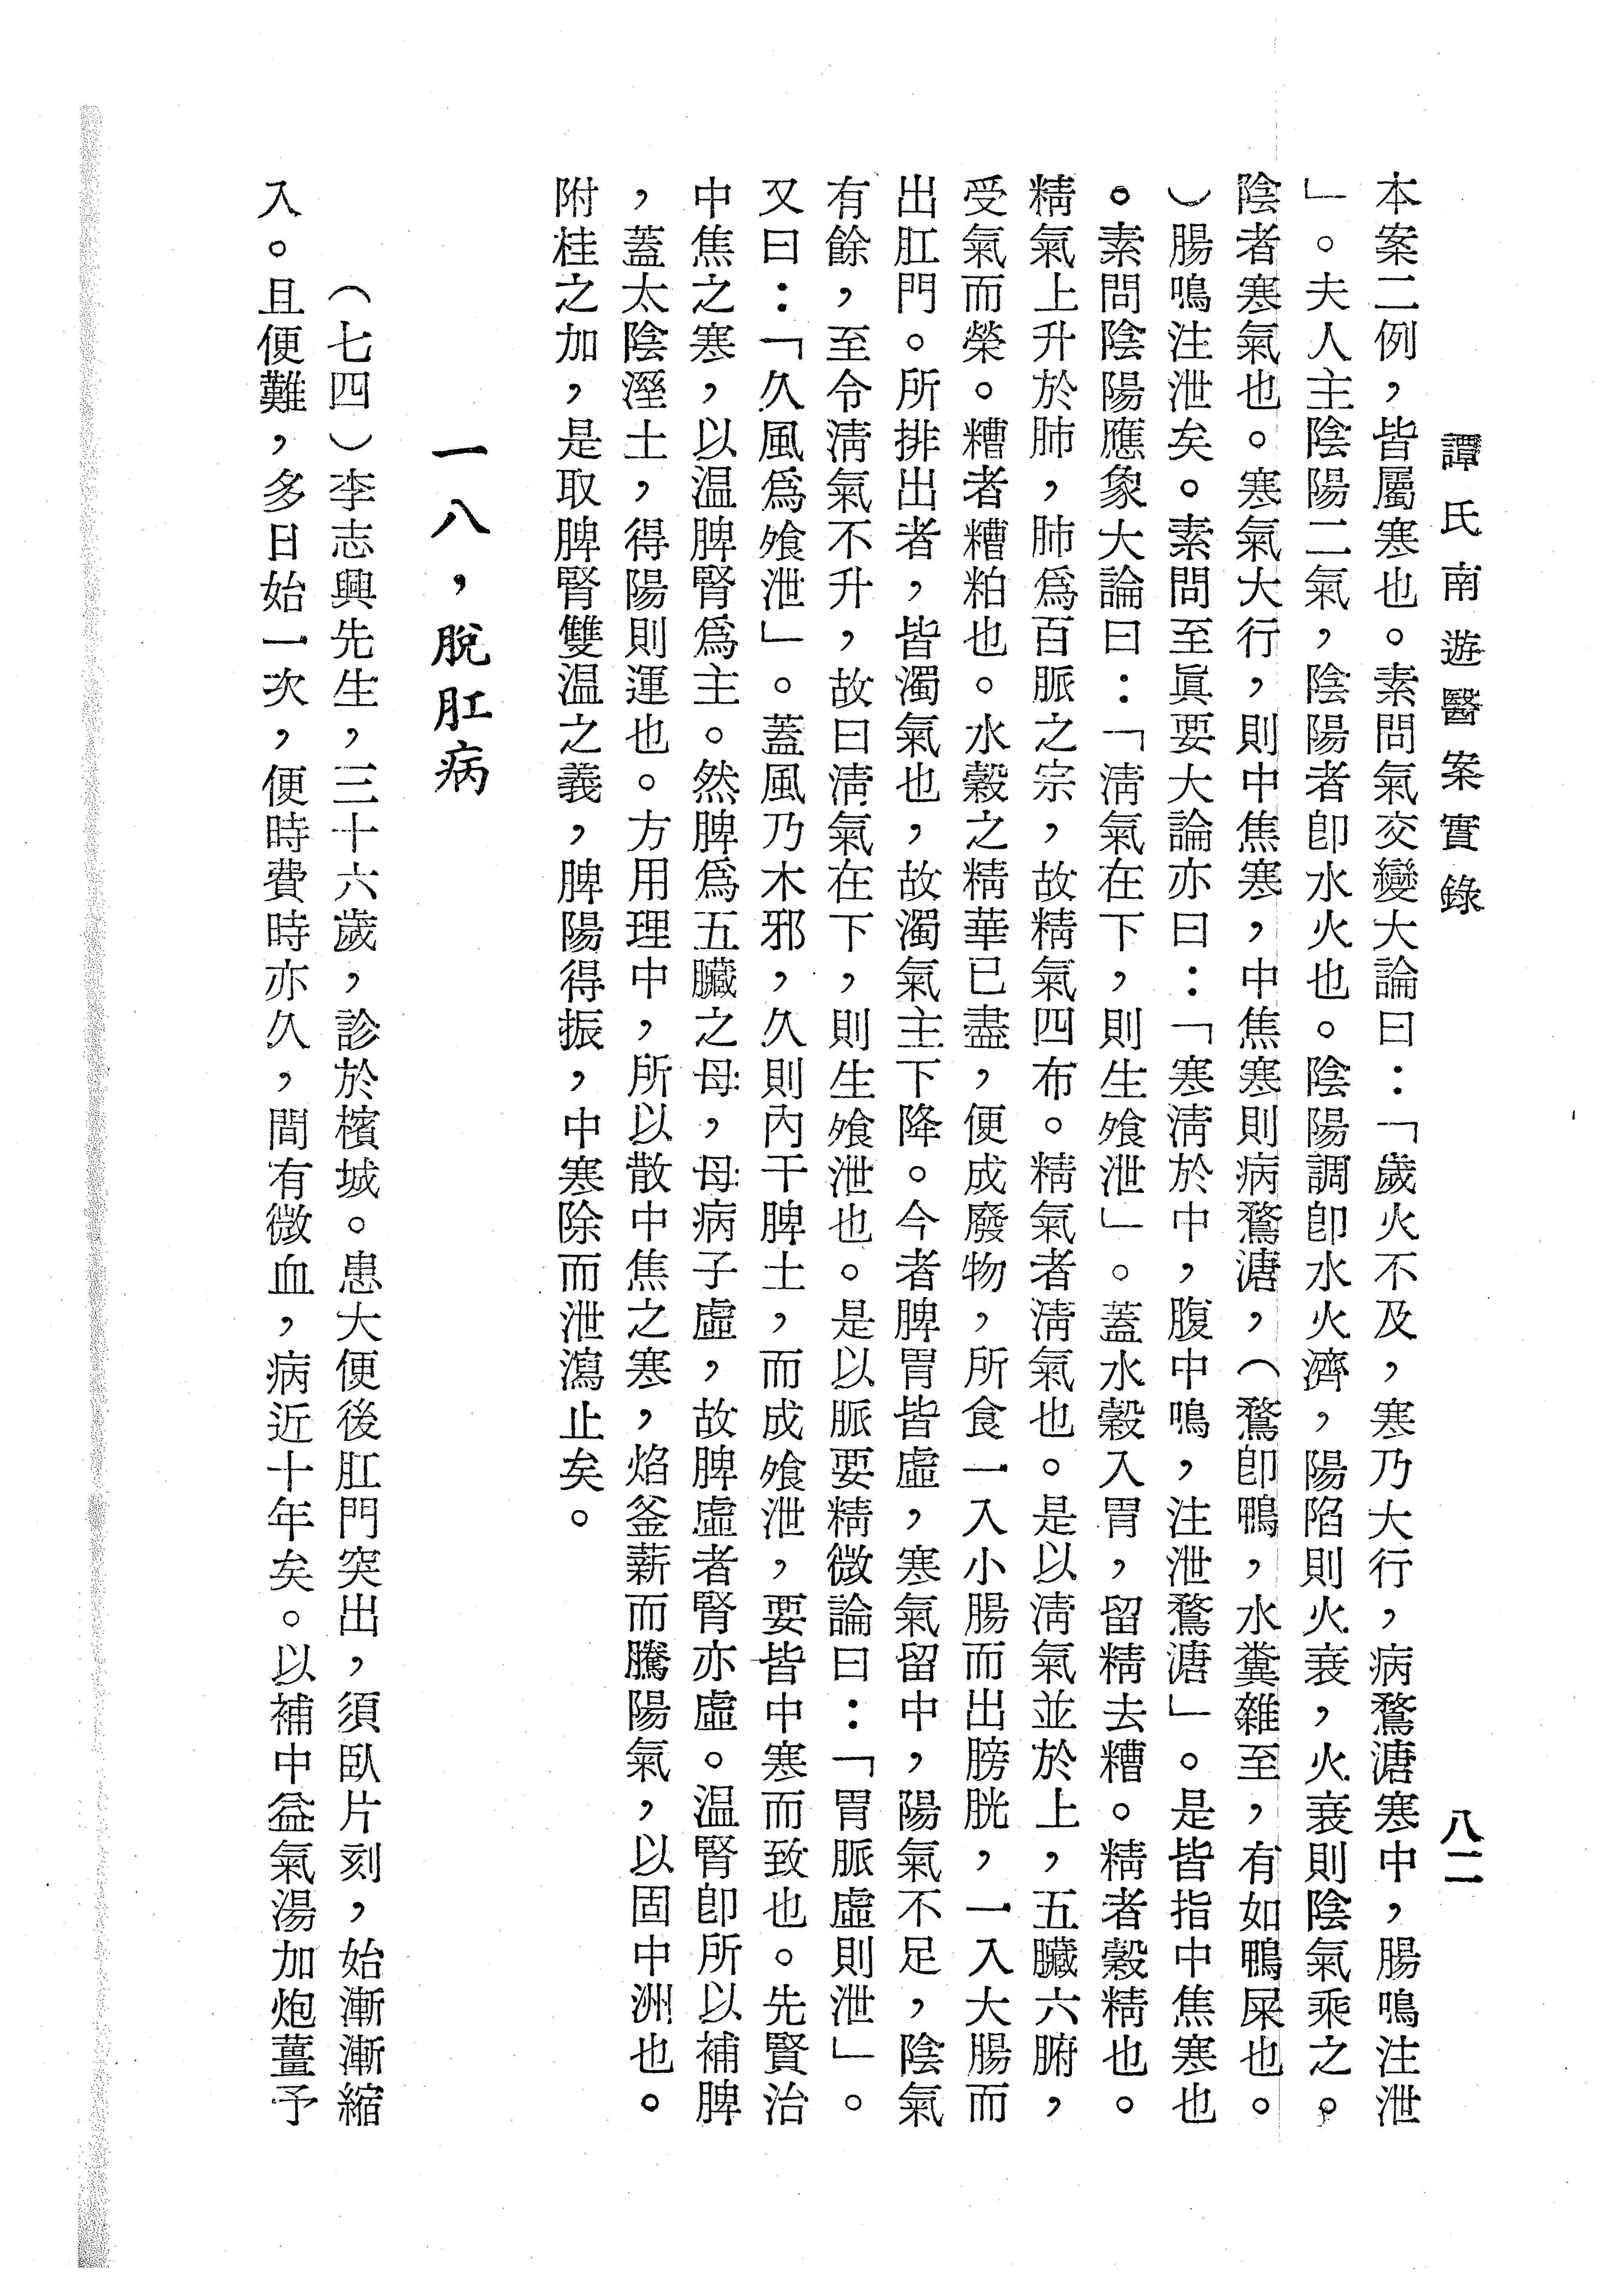 譚氏南遊醫案實錄
八二
本案二例，皆屬寒也。素問氣交變大論曰：「歲火不及，寒乃大行，病鶩溏寒中，腸鳴注泄
」。夫人主陰陽二氣，陰陽者卽水火也。陰陽調卽水火濟，陽陷則火衰，火衰則陰氣乘之。
陰者寒氣也。寒氣大行，則中焦寒，中焦寒則病鶩溏，（鶩卽鴨，水糞雜至，有如鴨屎也。
）腸鳴注泄矣。素問至眞要大論亦曰：「寒淸於中，腹中鳴，注泄鶩溏」。是皆指中焦寒也
。素問陰陽應象大論曰：「淸氣在下，則生飧泄」。蓋水穀入胃，留精去糟。精者穀精也。
精氣上升於肺，肺爲百脈之宗，故精氣四布。精氣者淸氣也。是以淸氣並於上，五臟六腑，
受氣而榮。糟者糟粕也。水穀之精華已盡，便成廢物，所食一入小腸而出膀胱，一入大腸而
出肛門。所排出者，皆濁氣也，故濁氣主下降。今者脾胃皆虛，寒氣留中，陽氣不足，陰氣
有餘，至令淸氣不升，故曰淸氣在下，則生飧泄也。是以脈要精微論曰：「胃脈虛則泄」。
又曰：「久風爲飧泄」。蓋風乃木邪，久則內干脾土，而成飧泄，要皆中寒而致也。先賢治
中焦之寒，以温脾腎爲主。然脾爲五臟之母，母病子虛，故脾虛者腎亦虛。温腎卽所以補脾
，蓋太陰溼土，得陽則運也。方用理中，所以散中焦之寒，焰釜薪而騰陽氣，以固中洲也。
附桂之加，是取脾腎雙温之義，脾陽得振，中寒除而泄瀉止矣。
一八，脫肛病
（七四）李志興先生，三十六歲，診於檳城。患大便後肛門突出，須臥片刻，始漸漸縮
入。且便難，多日始一次，便時費時亦久，間有微血，病近十年矣。以補中益氣湯加炮薑予